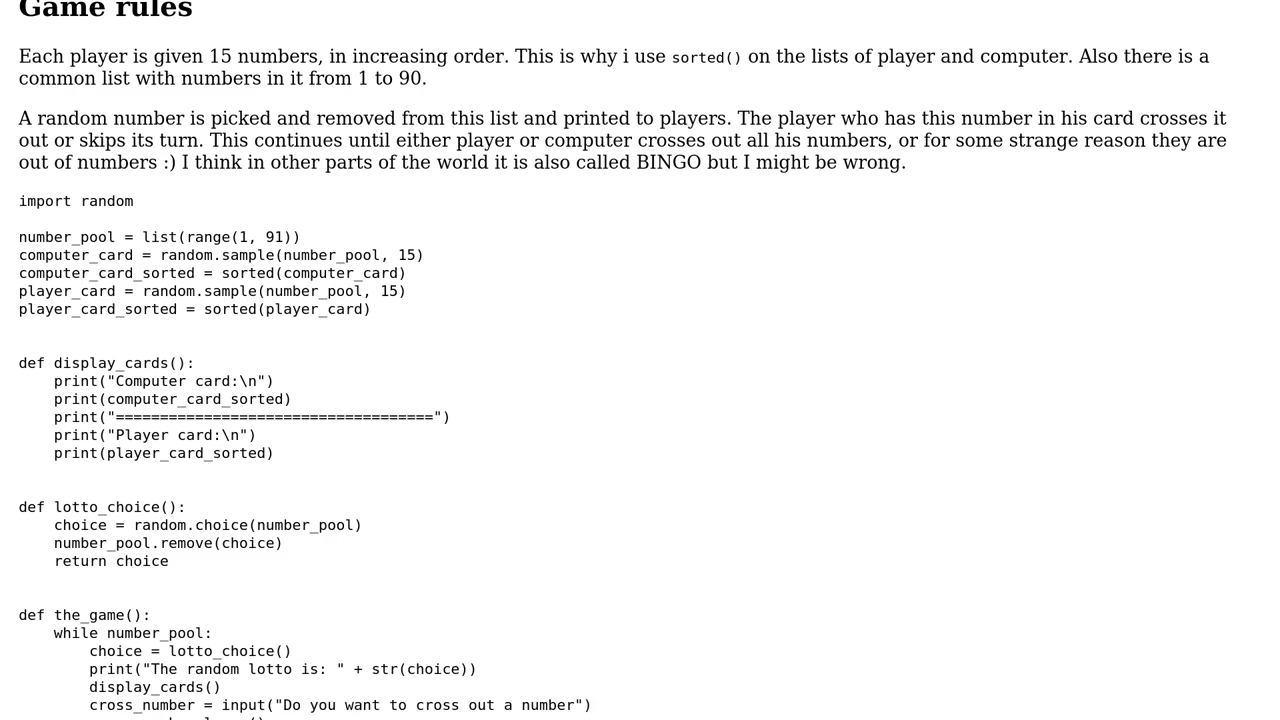 Game rules
Each player is given 15 numbers, in increasing order. This is why i use sorted() on the lists of player and computer. Also there is a
common list with numbers in it from 1 to 90.
A random number is picked and removed from this list and printed to players. The player who has this number in his card crosses it
out or skips its turn. This continues until either player or computer crosses out all his numbers, or for some strange reason they are
out of numbers :) I think in other parts of the world it is also called BINGO but I might be wrong.
import random
number_pool = list(range(1, 91))
computer_card = random.sample(number_pool, 15)
computer_card_sorted = sorted(computer_card)
player_card = random.sample(number_pool, 15)
player_card_sorted = sorted(player_card)
def display_cards():
    print("Computer card:\n")
    print(computer_card_sorted)
    print("====================================")
    print("Player card:\n")
    print(player_card_sorted)
def lotto_choice():
    choice = random.choice(number_pool)
    number_pool.remove(choice)
    return choice
def the_game():
    while number_pool:
        choice = lotto_choice()
        print("The random lotto is: " + str(choice))
        display_cards()
        cross_number = input("Do you want to cross out a number")